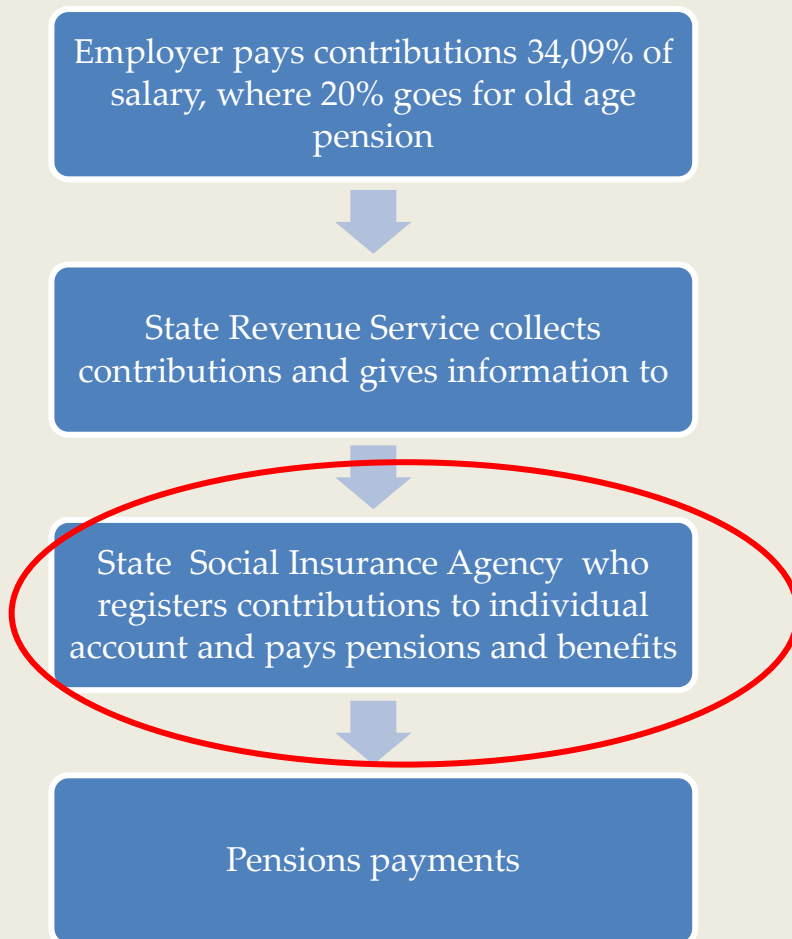 Employer pays contributions 34,09% of
salary, where 20% goes for old age
pension
State Revenue Service collects
contributions and gives information to
State  Social Insurance Agency  who
registers contributions to individual
account and pays pensions and benefits
Pensions payments